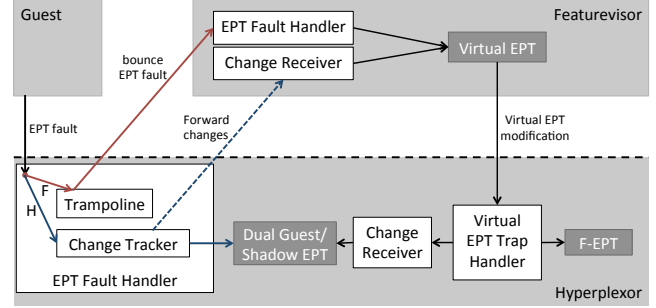 Guest
Featurevisor
EPT Fault Handler
Change Receiver
Virtual EPT
bounce
EPT fault
EPT fault
Forward
changes
Virtual EPT
modification
F
H
Trampoline
Change Tracker
EPT Fault Handler
Dual Guest/
Shadow EPT
Change
Receiver
Virtual
EPT Trap
Handler
F-EPT
Hyperplexor